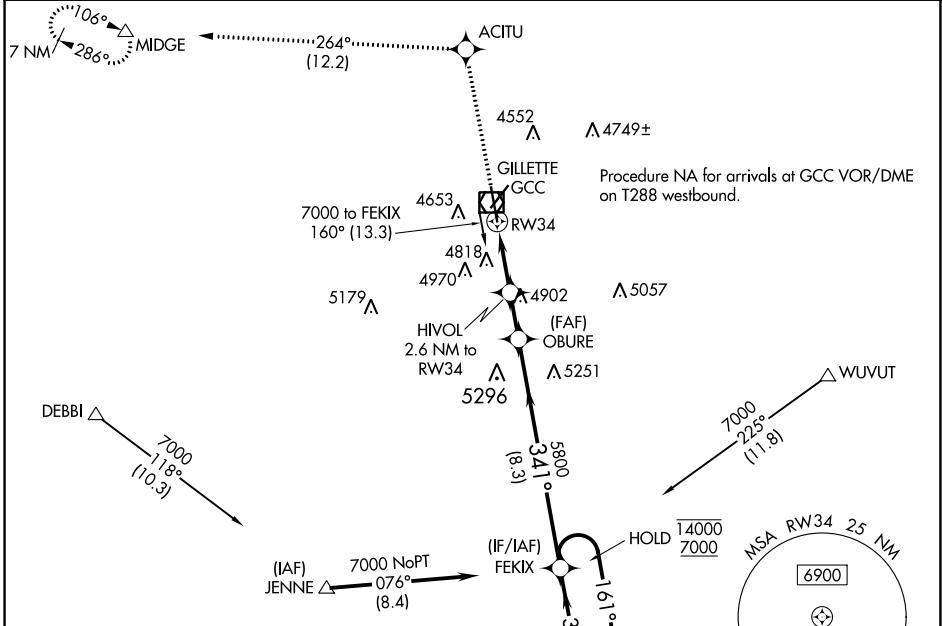 106°
286°
7 NM
MIDGE
264°
(12.2)
ACITU
4552
4749±
GILLETTE
GCC
Procedure NA for arrivals at GCC VOR/DME
on T288 westbound.
4653
7000 to FEKIX
160° (13.3)
RW34
4818
4970
5179
4902
5057
HIVOL
2.6 NM to
RW34
(FAF)
OBURE
5296
5251
WUVUT
DEBBI
7000
118°
(10.3)
7000
225°
(11.8)
5800
341°
(8.3)
(IF/IAF)
FEKIX
HOLD
14000
7000
(IAF)
JENNE
7000 NoPT
076°
(8.4)
161°
3
MSA RW34 25 NM
6900